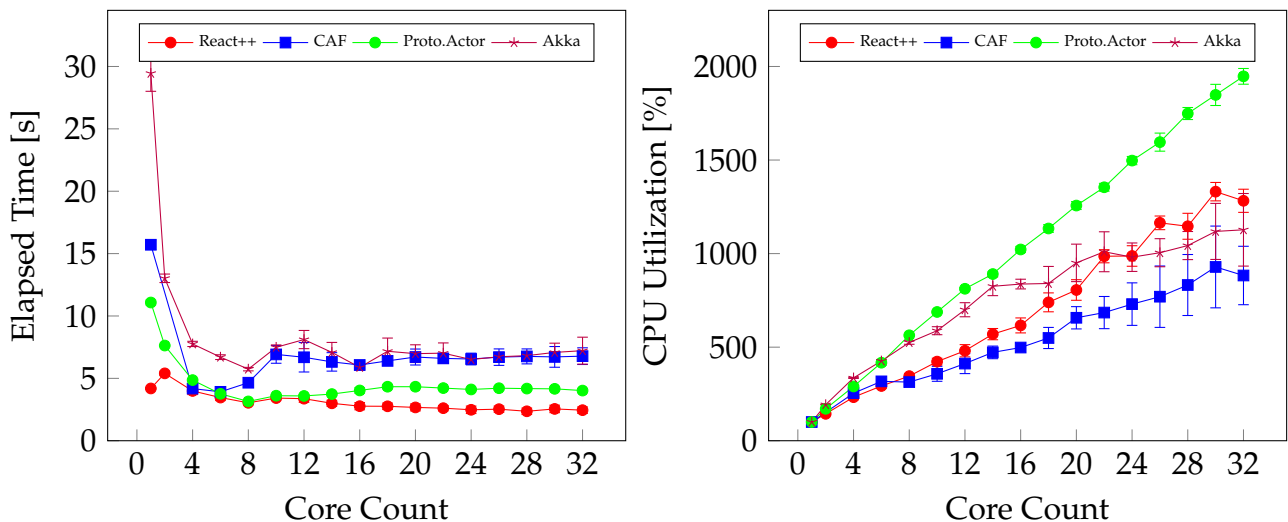 React++ CAF Proto.Actor Akka
Elapsed Time [s]
30
25
20
15
10
5
0
0 4 8 12 16 20 24 28 32
Core Count
React++ CAF Proto.Actor Akka
CPU Utilization [%]
2000
1500
1000
500
0
0 4 8 12 16 20 24 28 32
Core Count